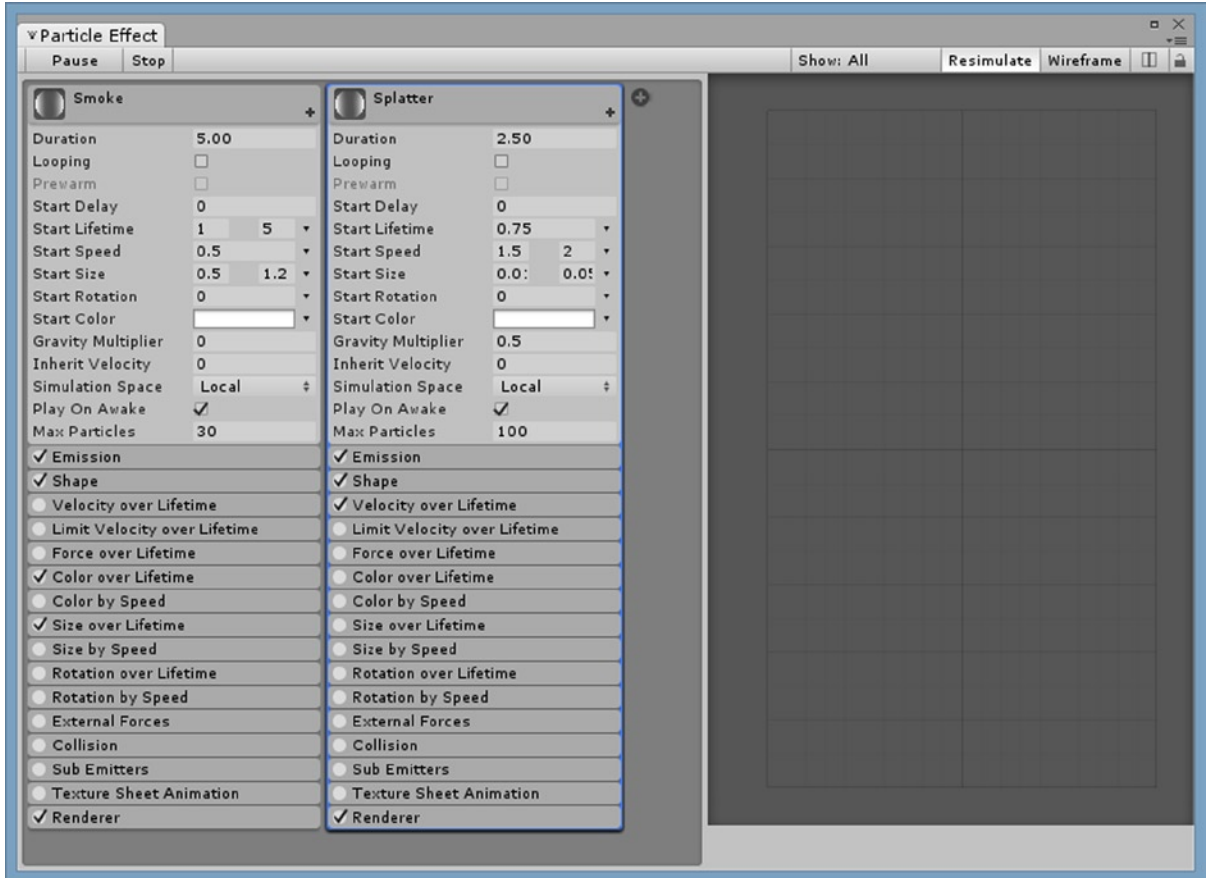 Particle Effect
Pause Stop Show: All Resimulate Wireframe
Smoke
Duration 5.00
Looping
Prewarm
Start Delay 0
Start Lifetime 1 5
Start Speed 0.5
Start Size 0.5 1.2
Start Rotation 0
Start Color
Gravity Multiplier 0
Inherit Velocity 0
Simulation Space Local
Play On Awake
Max Particles 30
Emission
Shape
Velocity over Lifetime
Limit Velocity over Lifetime
Force over Lifetime
Color over Lifetime
Color by Speed
Size over Lifetime
Size by Speed
Rotation over Lifetime
Rotation by Speed
External Forces
Collision
Sub Emitters
Texture Sheet Animation
Renderer
Splatter
Duration 2.50
Looping
Prewarm
Start Delay 0
Start Lifetime 0.75
Start Speed 1.5 2
Start Size
Start Rotation 0
Start Color
Gravity Multiplier 0.5
Inherit Velocity 0
Simulation Space Local
Play On Awake
Max Particles 100
Emission
Shape
Velocity over Lifetime
Limit Velocity over Lifetime
Force over Lifetime
Color over Lifetime
Color by Speed
Size over Lifetime
Size by Speed
Rotation over Lifetime
Rotation by Speed
External Forces
Collision
Sub Emitters
Texture Sheet Animation
Renderer